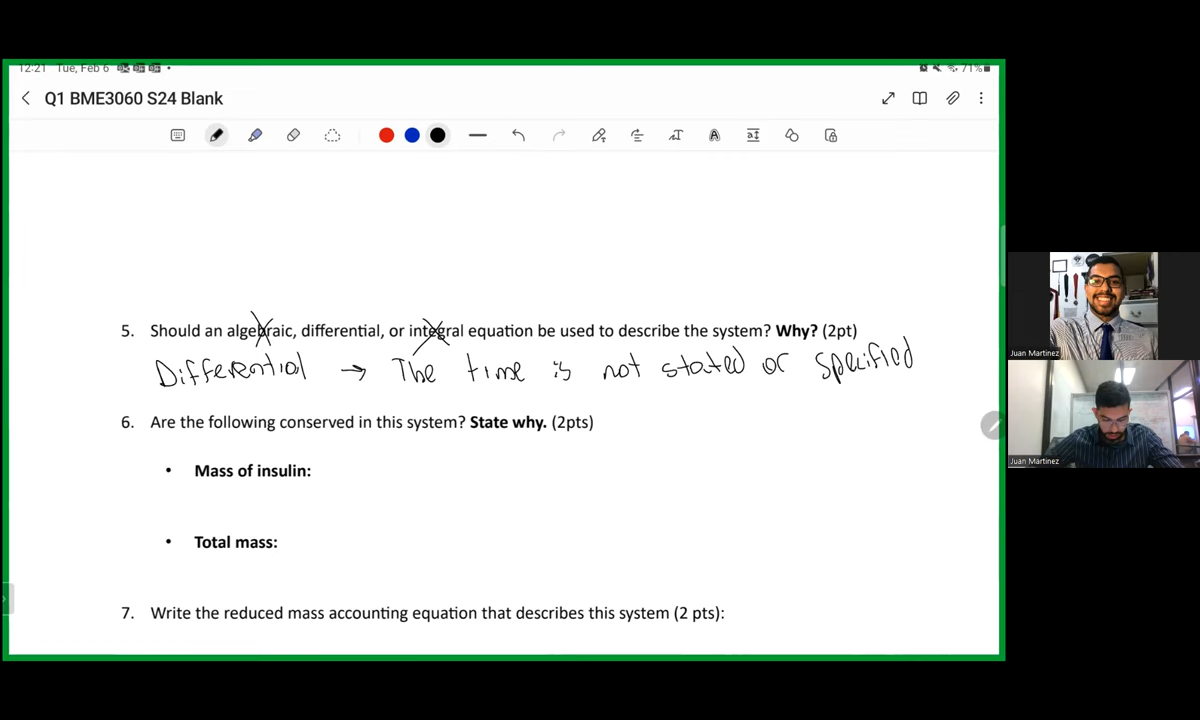 12:21 Tue, Feb 6
71%
Q1 BME3060 S24 Blank
5. Should an algebraic, differential, or integral equation be used to describe the system? Why? (2pt)
Differential → The time is not stated or specified
6. Are the following conserved in this system? State why. (2pts)
• Mass of insulin:
• Total mass:
7. Write the reduced mass accounting equation that describes this system (2 pts):
Juan Martinez
Juan Martinez